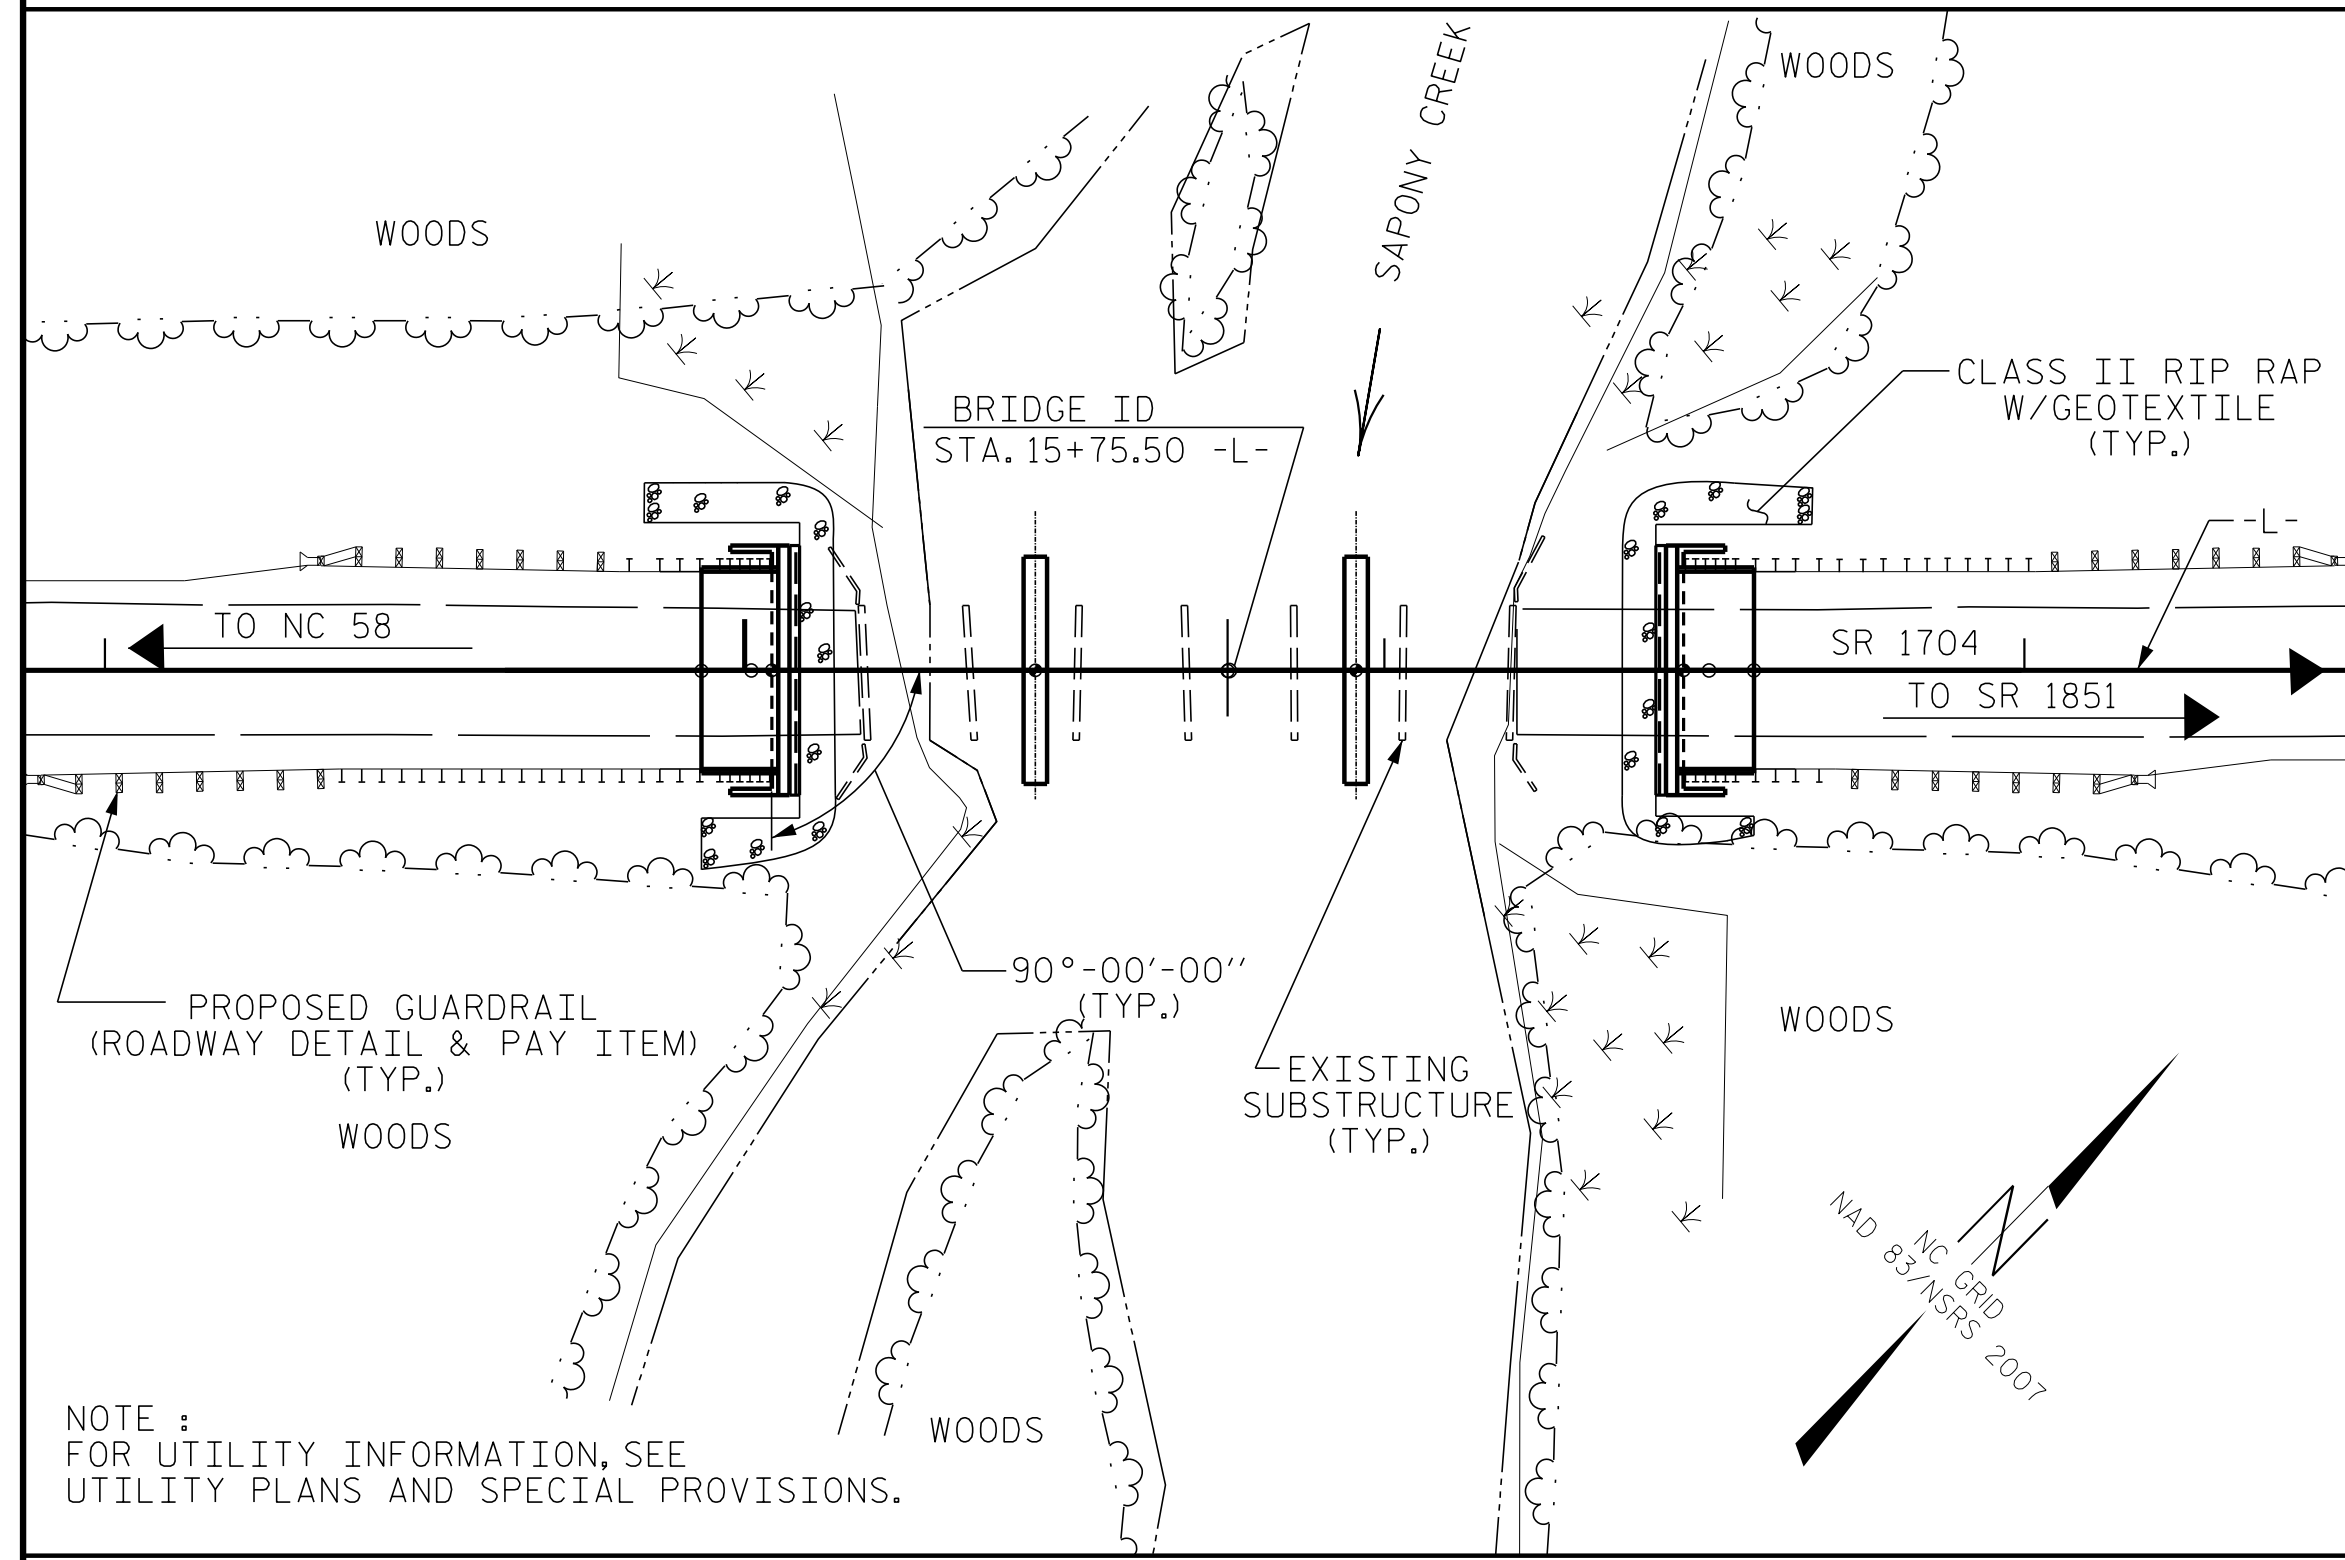 WOODS
SAPONY CREEK
WOODS
CLASS II RIP RAP
W/GEOTEXTILE
(TYP.)
BRIDGE ID
STA. 15+75.50 -L-
-L-
TO NC 58
SR 1704
TO SR 1851
90°-00'-00"
(TYP.)
PROPOSED GUARDRAIL
(ROADWAY DETAIL & PAY ITEM)
(TYP.)
WOODS
EXISTING
SUBSTRUCTURE
(TYP.)
WOODS
NC GRID
NAD 83/NSRS 2007
WOODS
NOTE :
FOR UTILITY INFORMATION, SEE
UTILITY PLANS AND SPECIAL PROVISIONS.